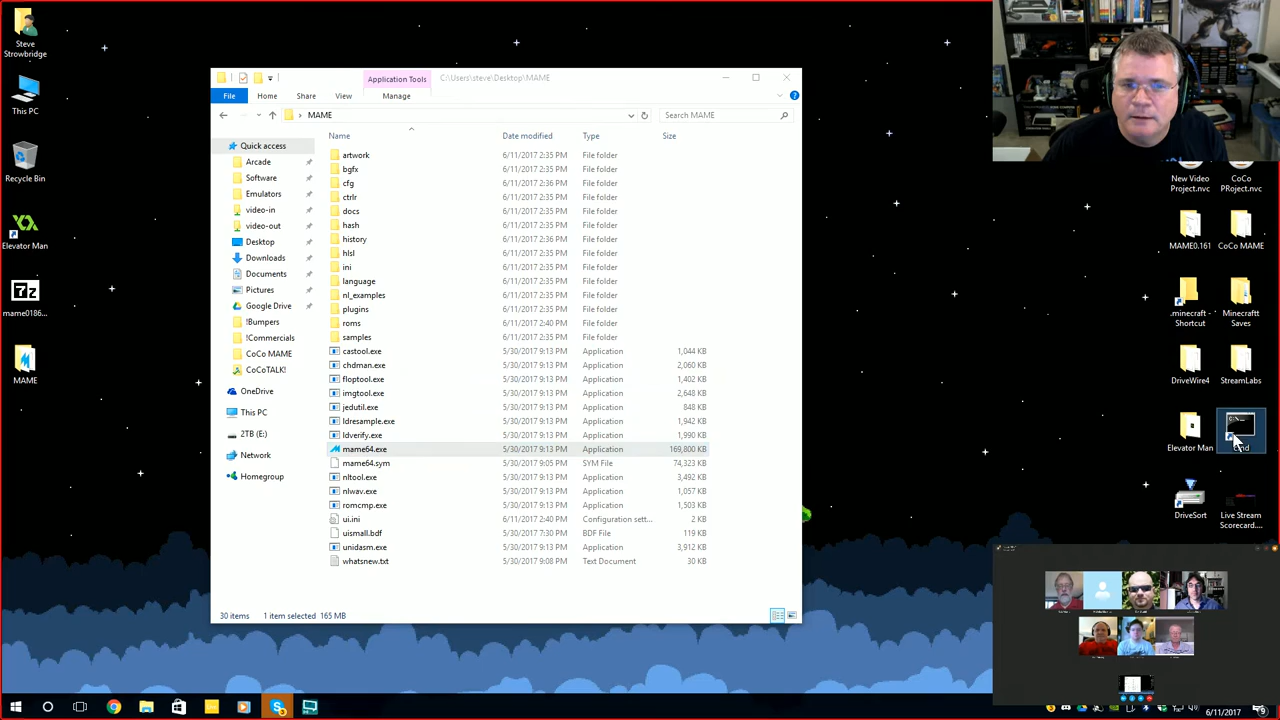 Steve
Strowbridge
This PC
Recycle Bin
Elevator Man
mame0186...
MAME
Application Tools
C:\Users\steve\Desktop\MAME
File
Home
Share
View
Manage
MAME
Search MAME
Name
Date modified
Type
Size
Quick access
Arcade
Software
Emulators
video-in
video-out
Desktop
Downloads
Documents
Pictures
Google Drive
!Bumpers
!Commercials
CoCo MAME
CoCoTALK!
OneDrive
This PC
2TB (E:)
Network
Homegroup
artwork 6/11/2017 2:35 PM File folder
bgfx 6/11/2017 2:35 PM File folder
cfg 6/11/2017 2:36 PM File folder
ctrlr 6/11/2017 2:35 PM File folder
docs 6/11/2017 2:35 PM File folder
hash 6/11/2017 2:35 PM File folder
history 6/11/2017 2:36 PM File folder
hlsl 6/11/2017 2:35 PM File folder
ini 6/11/2017 2:35 PM File folder
language 6/11/2017 2:35 PM File folder
nl_examples 6/11/2017 2:35 PM File folder
plugins 6/11/2017 2:35 PM File folder
roms 6/11/2017 2:40 PM File folder
samples 6/11/2017 2:35 PM File folder
castool.exe 5/30/2017 9:13 PM Application 1,044 KB
chdman.exe 5/30/2017 9:13 PM Application 2,060 KB
floptool.exe 5/30/2017 9:13 PM Application 1,402 KB
imgtool.exe 5/30/2017 9:13 PM Application 2,648 KB
jedutil.exe 5/30/2017 9:13 PM Application 848 KB
ldresample.exe 5/30/2017 9:13 PM Application 1,942 KB
ldverify.exe 5/30/2017 9:13 PM Application 1,990 KB
mame64.exe 5/30/2017 9:13 PM Application 169,800 KB
mame64.sym 5/30/2017 9:05 PM SYM File 74,323 KB
nltool.exe 5/30/2017 9:13 PM Application 3,492 KB
nlwav.exe 5/30/2017 9:13 PM Application 1,057 KB
romcmp.exe 5/30/2017 9:13 PM Application 1,503 KB
ui.ini 6/11/2017 2:40 PM Configuration sett... 2 KB
uismall.bdf 5/30/2017 7:30 PM BDF File 119 KB
unidasm.exe 5/30/2017 9:13 PM Application 3,912 KB
whatsnew.txt 5/30/2017 9:08 PM Text Document 30 KB
30 items 1 item selected 165 MB
New Video
Project.nvc
CoCo
PRoject.nvc
MAME0.161
CoCo MAME
.minecraft -
Shortcut
Minecraftt
Saves
DriveWire4
StreamLabs
Elevator Man
DriveSort
Live Stream
Scorecard....
6/11/2017